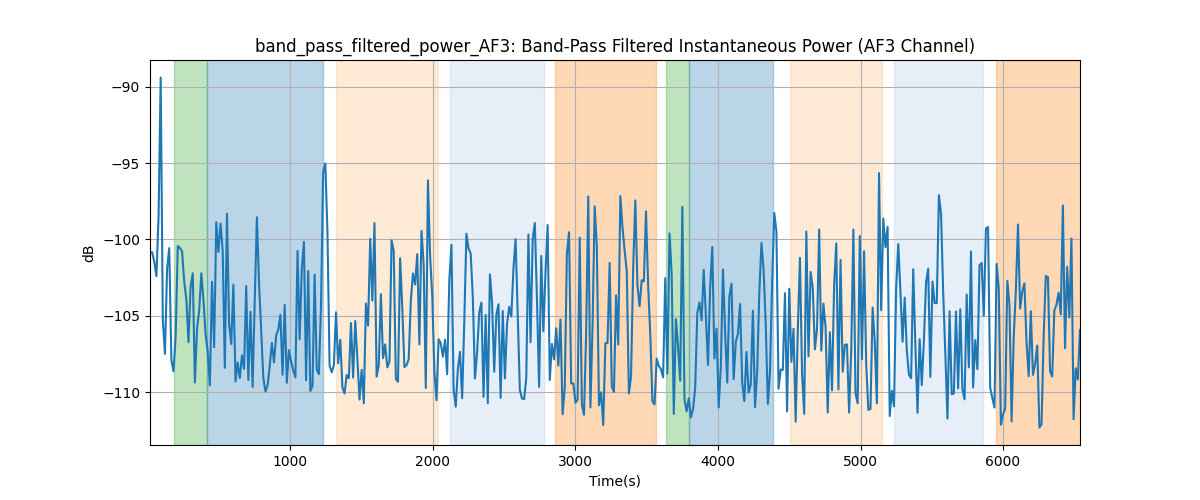 band_pass_filtered_power_AF3: Band-Pass Filtered Instantaneous Power (AF3 Channel)
−90
−95
−100
−105
−110
dB
1000 2000 3000 4000 5000 6000
Time(s)